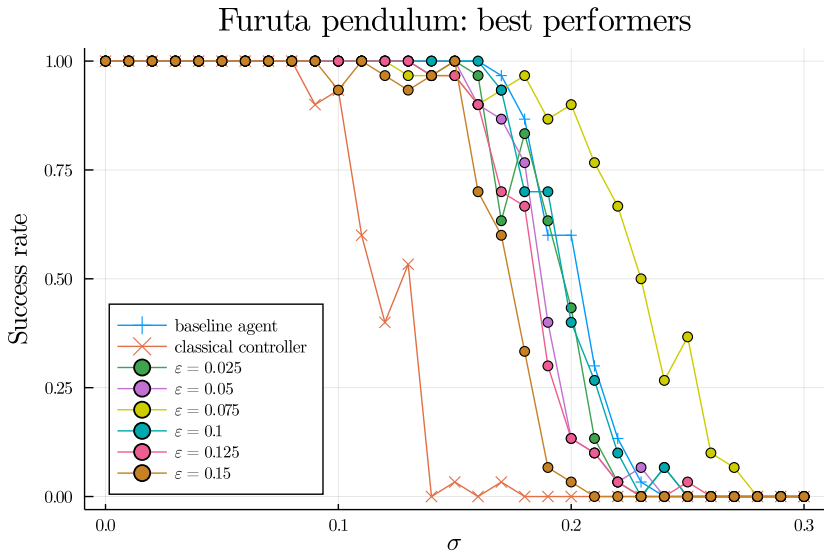 Furuta pendulum: best performers
Success rate
1.00
0.75
0.50
0.25
0.00
baseline agent
classical controller
ε = 0.025
ε = 0.05
ε = 0.075
ε = 0.1
ε = 0.125
ε = 0.15
0.0 0.1 0.2 0.3
σ